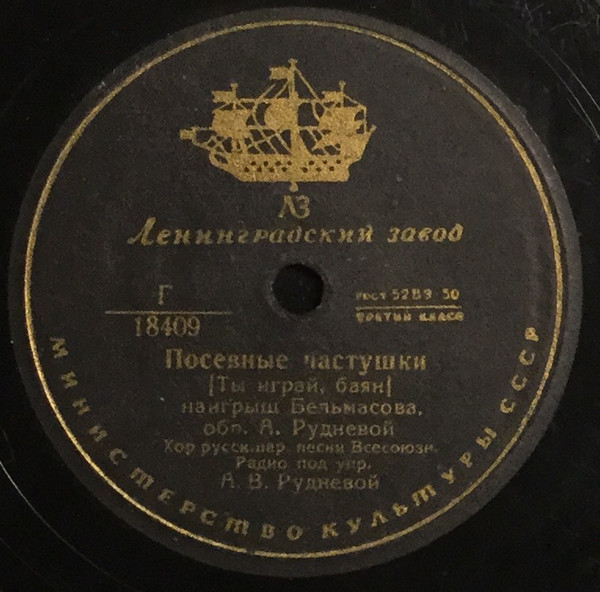 ЛЗ
Ленинградский завод
Г
18409
ГОСТ 5289-50
ТРЕТИЙ КЛАСС
Посевные частушки
[Ты играй, баян]
наигрыш Бельмасова,
обр. А. Рудневой
Хор русск.нар. песни Всесоюзн.
Радио под упр.
А. В. Рудневой
МИНИСТЕРСТВО КУЛЬТУРЫ СССР